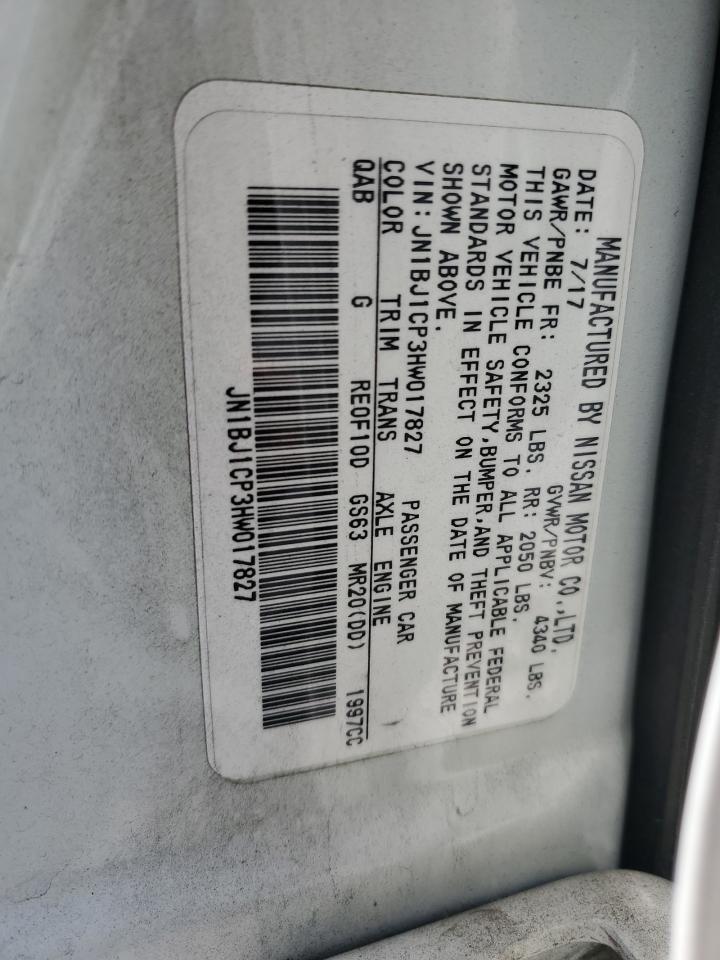 MANUFACTURED BY NISSAN MOTOR CO.,LTD.
DATE: 7/17 GVWR/PNBV: 4340 LBS.
GAWR/PNBE FR: 2325 LBS. RR: 2050 LBS.
THIS VEHICLE CONFORMS TO ALL APPLICABLE FEDERAL
MOTOR VEHICLE SAFETY,BUMPER,AND THEFT PREVENTION
STANDARDS IN EFFECT ON THE DATE OF MANUFACTURE
SHOWN ABOVE.
VIN: JN1BJ1CP3HW017827 PASSENGER CAR
COLOR TRIM TRANS AXLE ENGINE
QAB G RE0F10D GS63 MR20(DD) 1997CC
JN1BJ1CP3HW017827